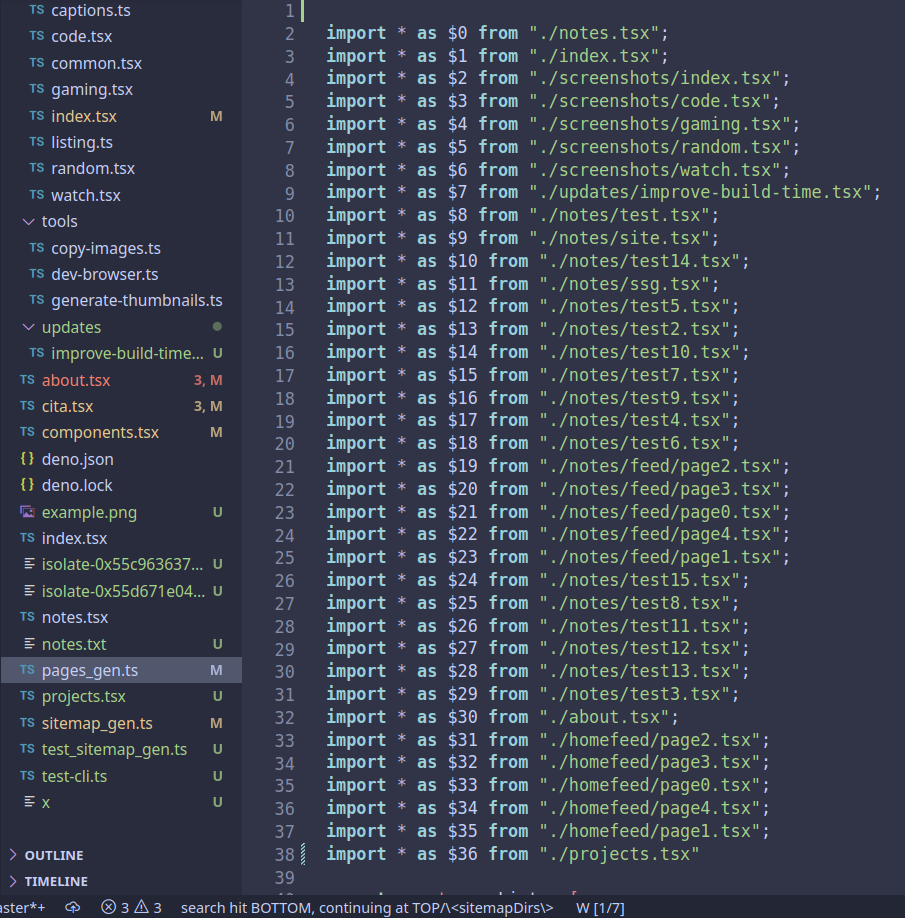 TS captions.ts
TS code.tsx
TS common.tsx
TS gaming.tsx
TS index.tsx M
TS listing.ts
TS random.tsx
TS watch.tsx
tools
TS copy-images.ts
TS dev-browser.ts
TS generate-thumbnails.ts
updates
TS improve-build-time... U
TS about.tsx 3, M
TS cita.tsx 3, M
TS components.tsx M
{} deno.json
{} deno.lock
example.png U
TS index.tsx
isolate-0x55c963637... U
isolate-0x55d671e04... U
TS notes.tsx
notes.txt U
TS pages_gen.ts M
TS projects.tsx U
TS sitemap_gen.ts M
TS test_sitemap_gen.ts U
TS test-cli.ts U
x U
OUTLINE
TIMELINE
1
2 import * as $0 from "./notes.tsx";
3 import * as $1 from "./index.tsx";
4 import * as $2 from "./screenshots/index.tsx";
5 import * as $3 from "./screenshots/code.tsx";
6 import * as $4 from "./screenshots/gaming.tsx";
7 import * as $5 from "./screenshots/random.tsx";
8 import * as $6 from "./screenshots/watch.tsx";
9 import * as $7 from "./updates/improve-build-time.tsx";
10 import * as $8 from "./notes/test.tsx";
11 import * as $9 from "./notes/site.tsx";
12 import * as $10 from "./notes/test14.tsx";
13 import * as $11 from "./notes/ssg.tsx";
14 import * as $12 from "./notes/test5.tsx";
15 import * as $13 from "./notes/test2.tsx";
16 import * as $14 from "./notes/test10.tsx";
17 import * as $15 from "./notes/test7.tsx";
18 import * as $16 from "./notes/test9.tsx";
19 import * as $17 from "./notes/test4.tsx";
20 import * as $18 from "./notes/test6.tsx";
21 import * as $19 from "./notes/feed/page2.tsx";
22 import * as $20 from "./notes/feed/page3.tsx";
23 import * as $21 from "./notes/feed/page0.tsx";
24 import * as $22 from "./notes/feed/page4.tsx";
25 import * as $23 from "./notes/feed/page1.tsx";
26 import * as $24 from "./notes/test15.tsx";
27 import * as $25 from "./notes/test8.tsx";
28 import * as $26 from "./notes/test11.tsx";
29 import * as $27 from "./notes/test12.tsx";
30 import * as $28 from "./notes/test13.tsx";
31 import * as $29 from "./notes/test3.tsx";
32 import * as $30 from "./about.tsx";
33 import * as $31 from "./homefeed/page2.tsx";
34 import * as $32 from "./homefeed/page3.tsx";
35 import * as $33 from "./homefeed/page0.tsx";
36 import * as $34 from "./homefeed/page4.tsx";
37 import * as $35 from "./homefeed/page1.tsx";
38 import * as $36 from "./projects.tsx"
39
aster*+ 3 3 search hit BOTTOM, continuing at TOP/\<sitemapDirs\> W [1/7]